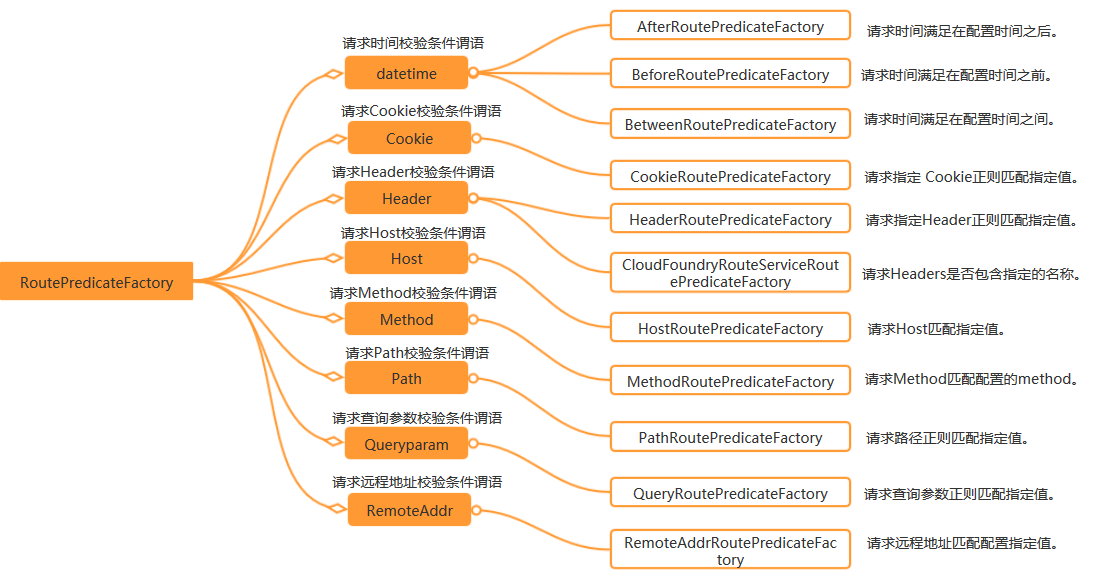 RoutePredicateFactory
请求时间校验条件谓语
datetime
AfterRoutePredicateFactory
请求时间满足在配置时间之后。
BeforeRoutePredicateFactory
请求时间满足在配置时间之前。
BetweenRoutePredicateFactory
请求时间满足在配置时间之间。
请求Cookie校验条件谓语
Cookie
CookieRoutePredicateFactory
请求指定 Cookie正则匹配指定值。
请求Header校验条件谓语
Header
HeaderRoutePredicateFactory
请求指定Header正则匹配指定值。
CloudFoundryRouteServiceRout
ePredicateFactory
请求Headers是否包含指定的名称。
请求Host校验条件谓语
Host
HostRoutePredicateFactory
请求Host匹配指定值。
请求Method校验条件谓语
Method
MethodRoutePredicateFactory
请求Method匹配配置的method。
请求Path校验条件谓语
Path
PathRoutePredicateFactory
请求路径正则匹配指定值。
请求查询参数校验条件谓语
Queryparam
QueryRoutePredicateFactory
请求查询参数正则匹配指定值。
请求远程地址校验条件谓语
RemoteAddr
RemoteAddrRoutePredicateFac
tory
请求远程地址匹配配置指定值。